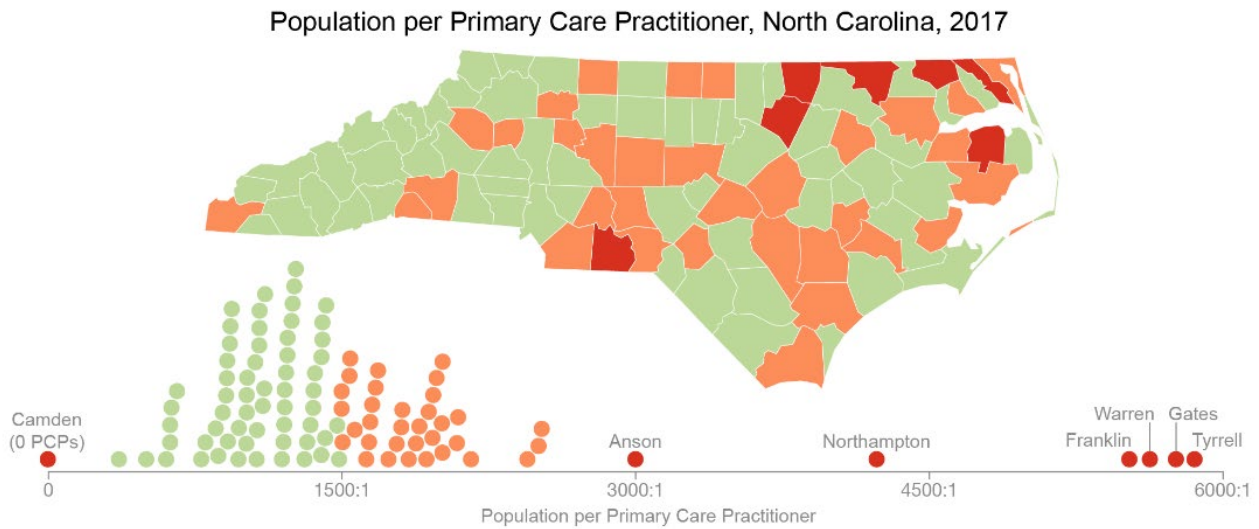 Population per Primary Care Practitioner, North Carolina, 2017
Camden
(0 PCPs)
Anson
Northampton
Warren
Gates
Franklin
Tyrrell
0
1500:1
3000:1
4500:1
6000:1
Population per Primary Care Practitioner